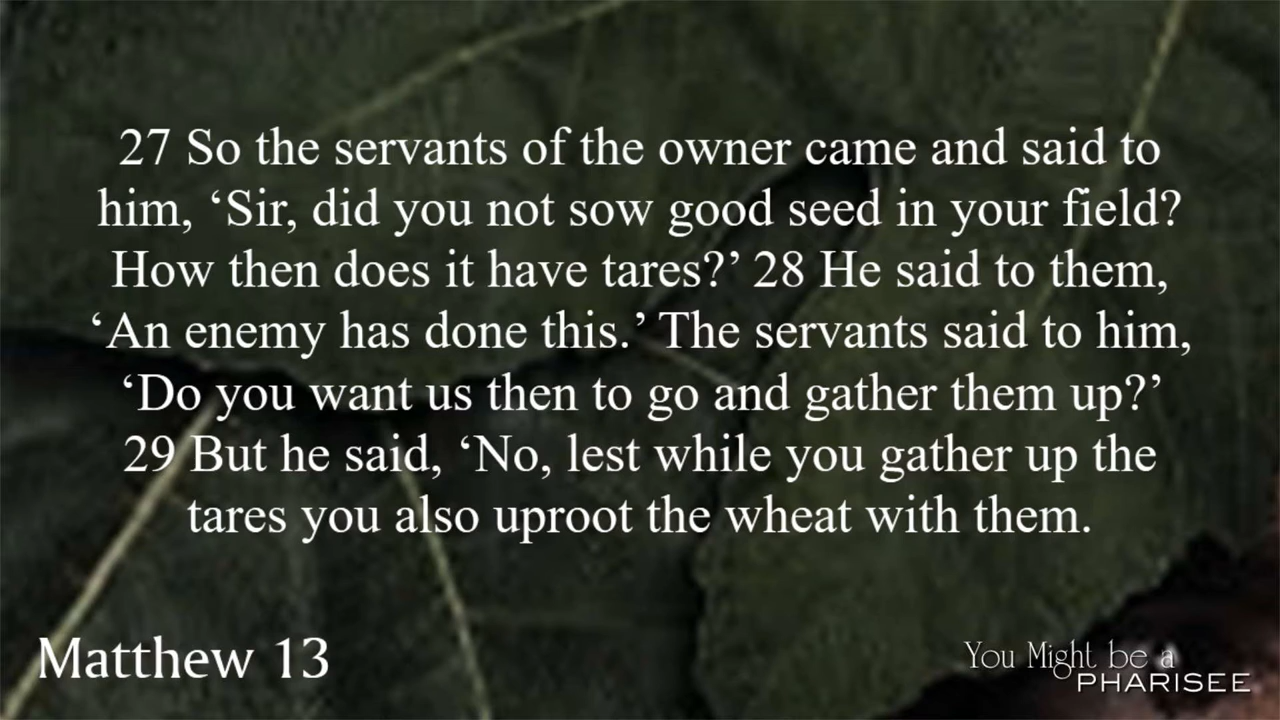 27 So the servants of the owner came and said to
him, ‘Sir, did you not sow good seed in your field?
How then does it have tares?’ 28 He said to them,
‘An enemy has done this.’ The servants said to him,
‘Do you want us then to go and gather them up?’
29 But he said, ‘No, lest while you gather up the
tares you also uproot the wheat with them.
Matthew 13
You Might be a
PHARISEE